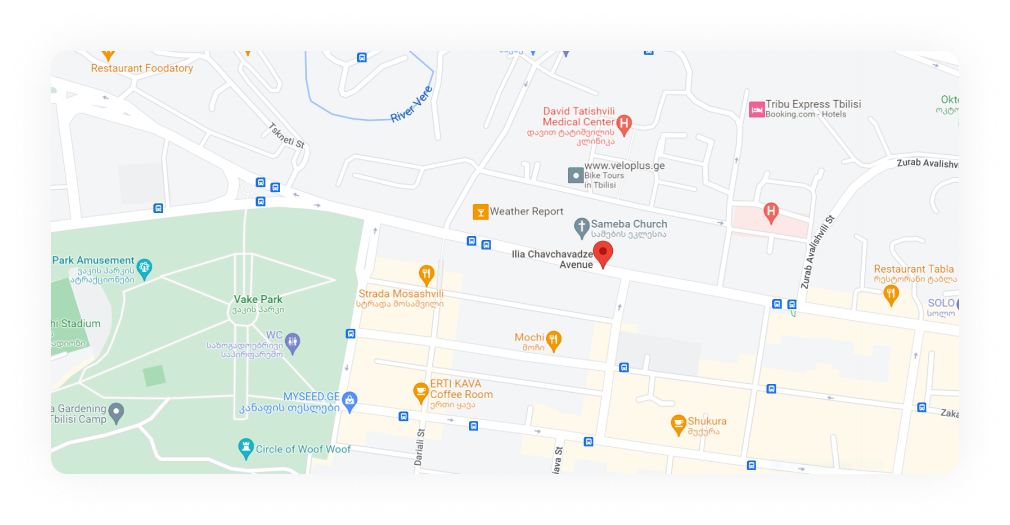 Restaurant Foodatory
River Vere
Tskneti St
David Tatishvili
Medical Center
დავით ტატიშვილის
კლინიკა
Tribu Express Tbilisi
Booking.com - Hotels
www.veloplus.ge
Bike Tours
in Tbilisi
Zurab Avalishvi
Weather Report
Sameba Church
სამების ეკლესია
Ilia Chavchavadze
Avenue
Zurab Avalishvili St
Park Amusement
ვაკის პარკის
ატრაქციონები
Restaurant Tabla
რესტორანი ტაბლა
Strada Mosashvili
სტრადა მოსაშვილი
Vake Park
ვაკის პარკი
SOLO
სოლო
hi Stadium
WC
საზოგადოებრივი
საპირფარეშო
Mochi
მოჩი
ERTI KAVA
Coffee Room
ერთი ყავა
MYSEED.GE
კანაფის თესლები
a Gardening
Tbilisi Camp
Shukura
შუქურა
Zaka
Circle of Woof Woof
Dariali St
iava St